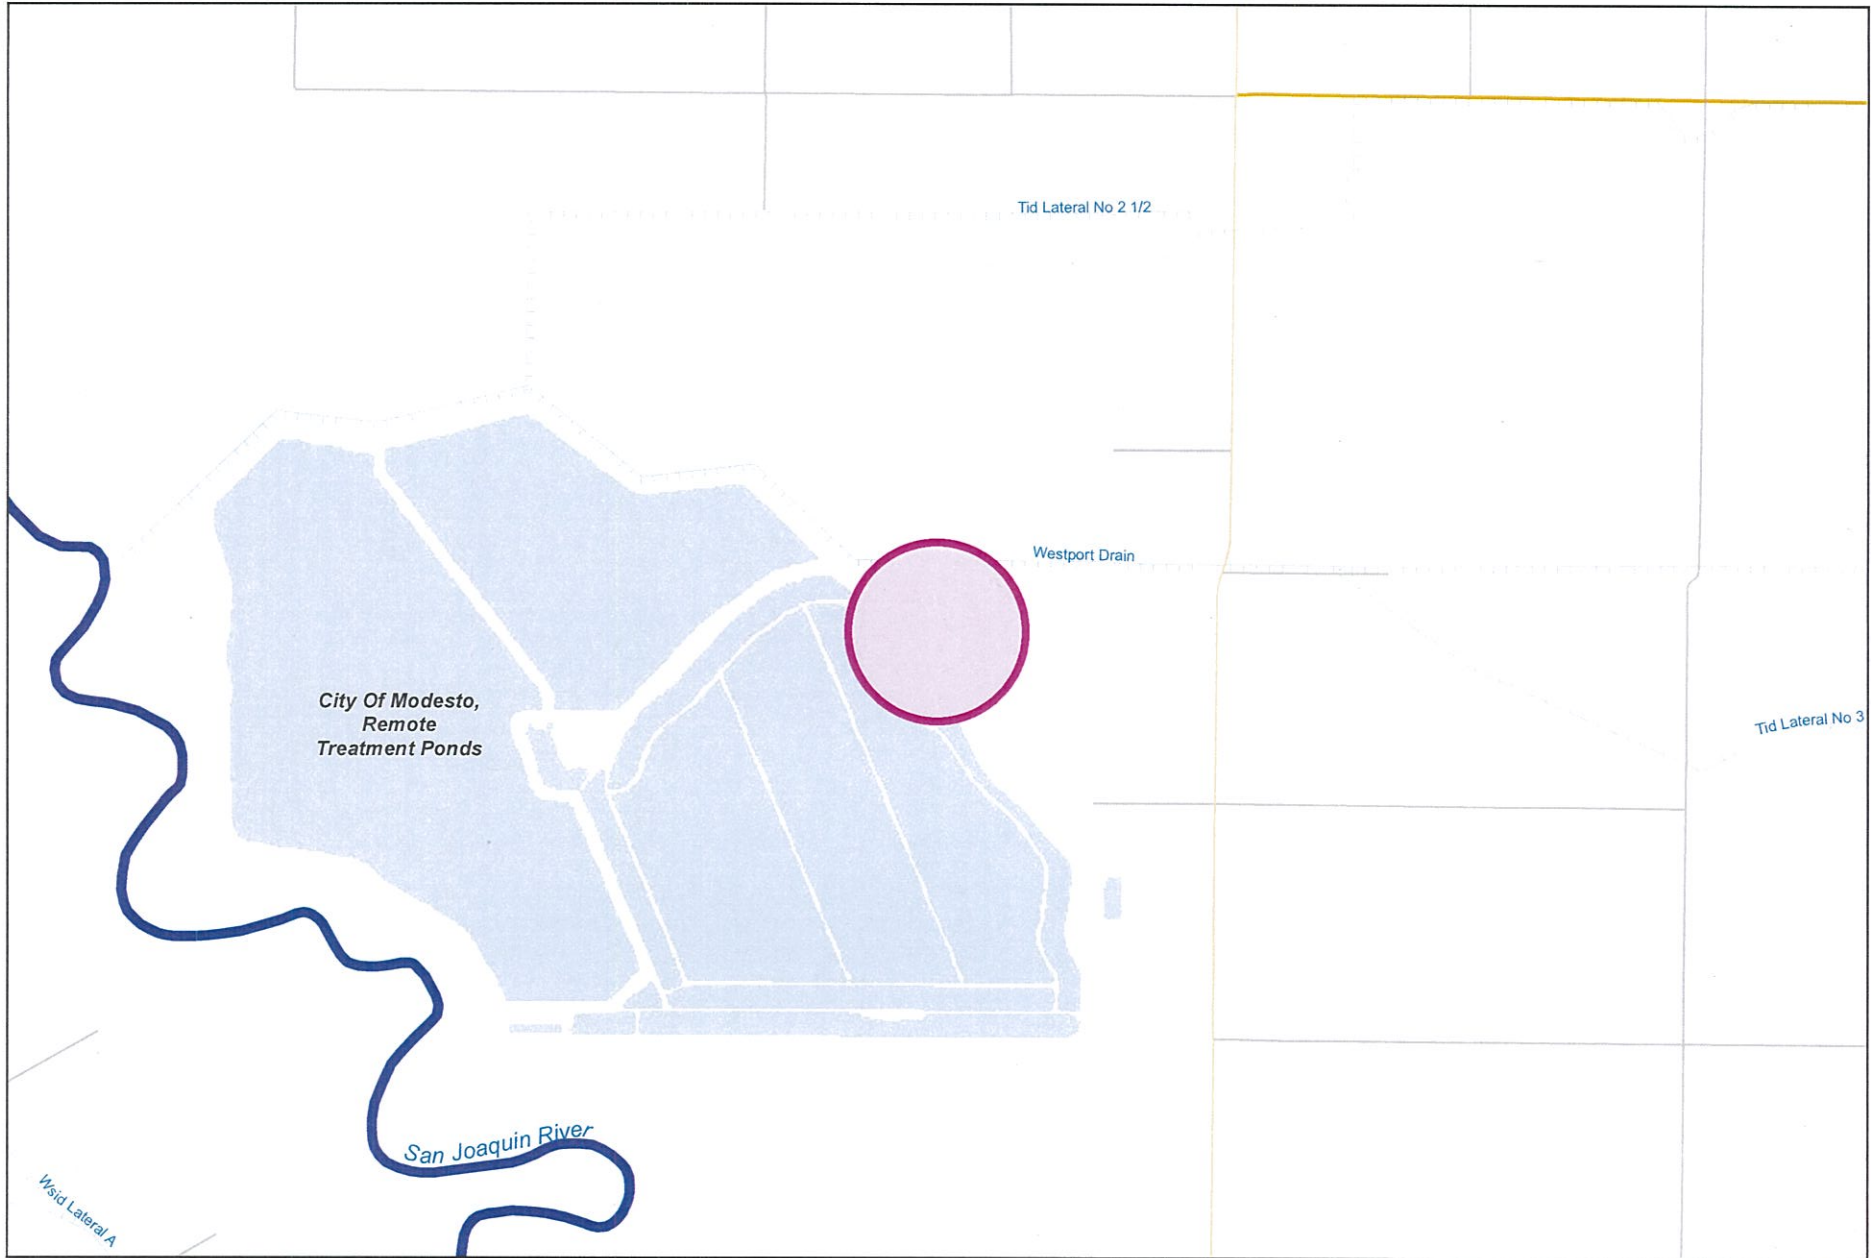 Tid Lateral No 2 1/2
Westport Drain
City Of Modesto,
Remote
Treatment Ponds
Tid Lateral No 3
San Joaquin River
Wsid Lateral A